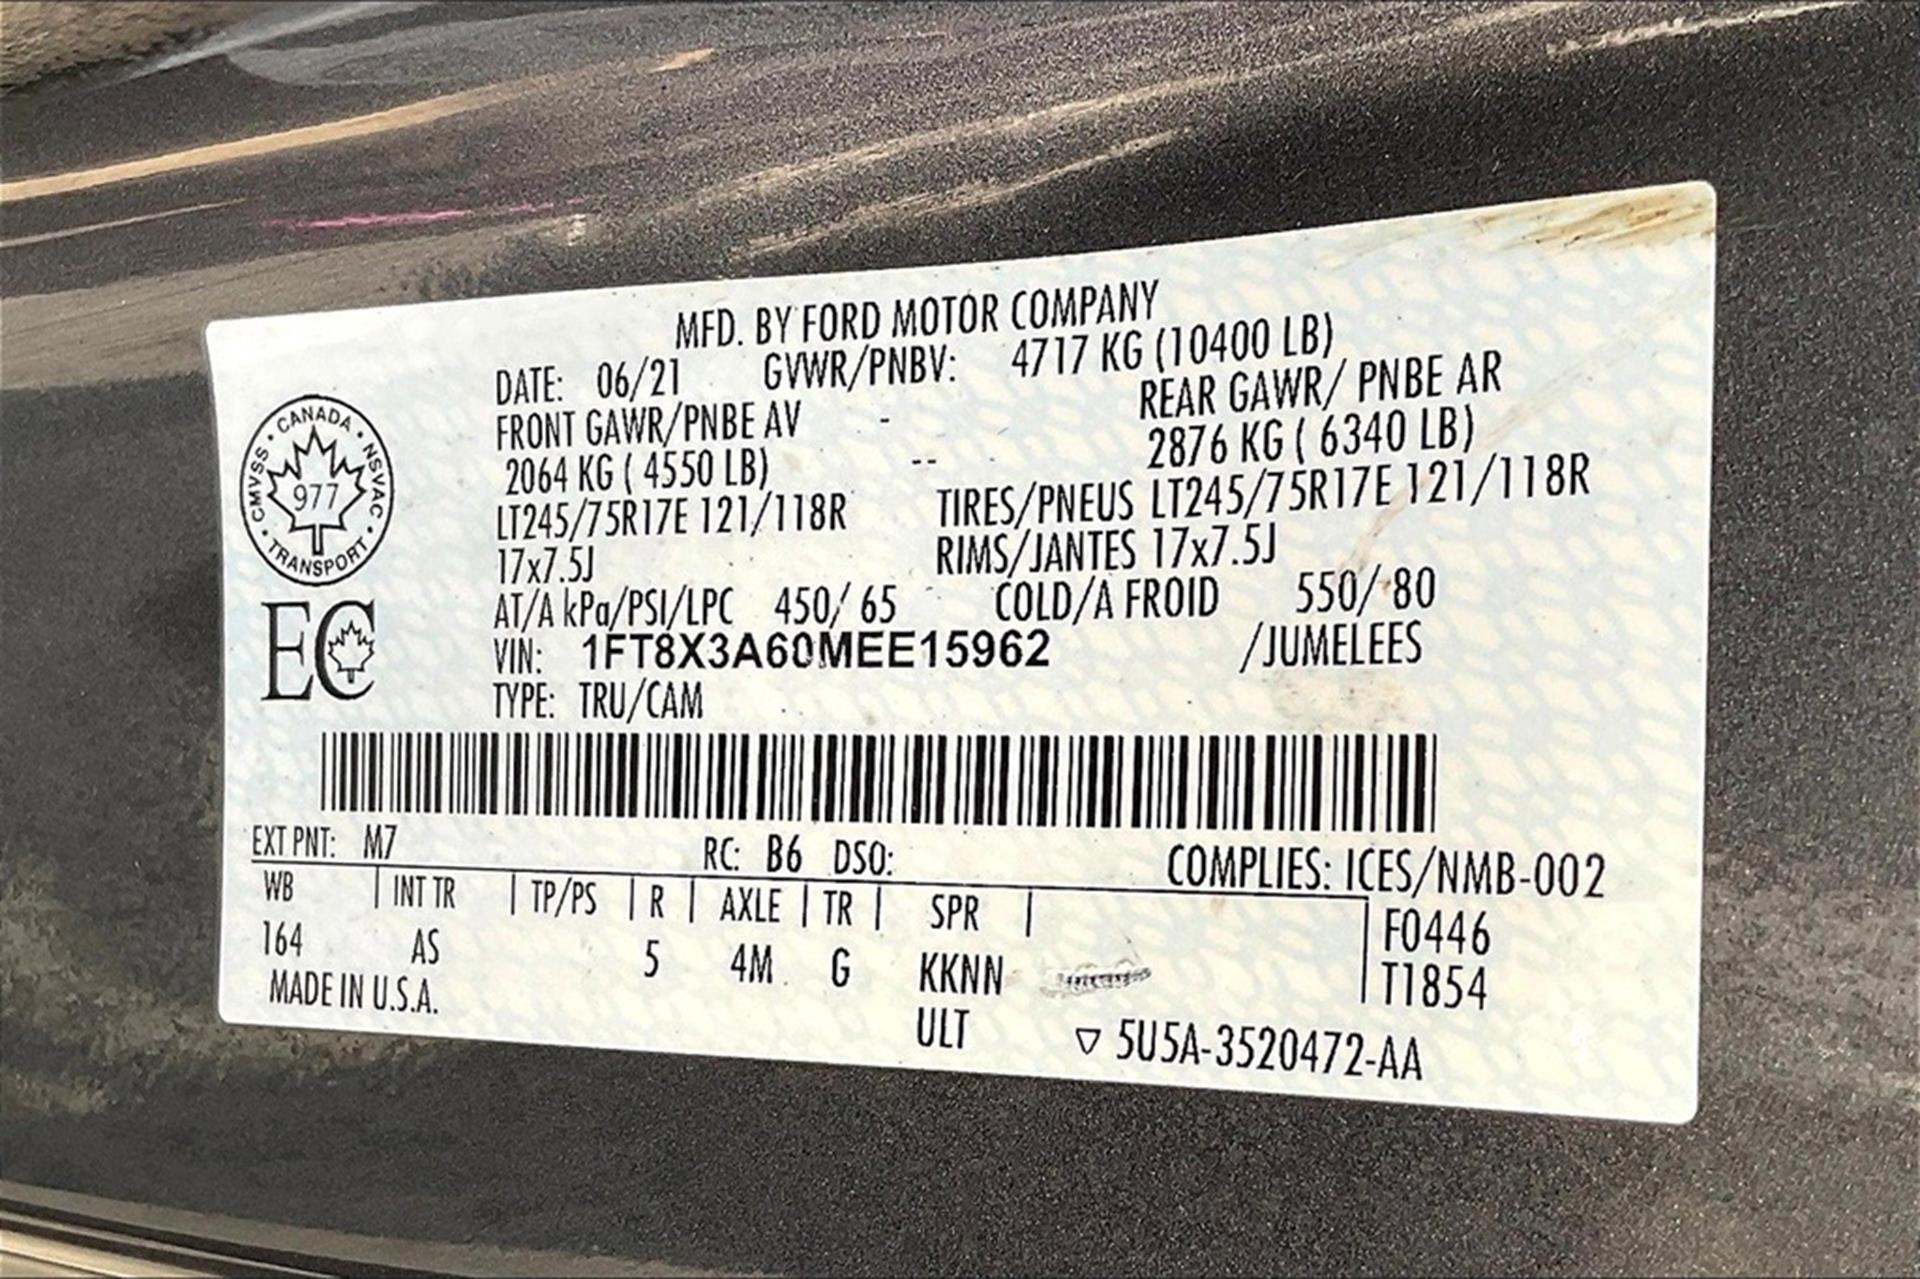 MFD. BY FORD MOTOR COMPANY
DATE: 06/21 GVWR/PNBV: 4717 KG (10400 LB)
FRONT GAWR/PNBE AV - REAR GAWR/ PNBE AR
2064 KG ( 4550 LB) -- 2876 KG ( 6340 LB)
LT245/75R17E 121/118R TIRES/PNEUS LT245/75R17E 121/118R
17x7.5J RIMS/JANTES 17x7.5J
AT/A kPa/PSI/LPC 450/ 65 COLD/A FROID 550/ 80
VIN: 1FT8X3A60MEE15962 /JUMELEES
TYPE: TRU/CAM
CANADA
CMVSS NSVAC
977
TRANSPORT
EC
EXT PNT: M7 RC: B6 DSO: COMPLIES: ICES/NMB-002
WB | INT TR | TP/PS | R | AXLE | TR | SPR | F0446
164 AS 5 4M G KKNN T1854
MADE IN U.S.A. ULT ▽ 5U5A-3520472-AA